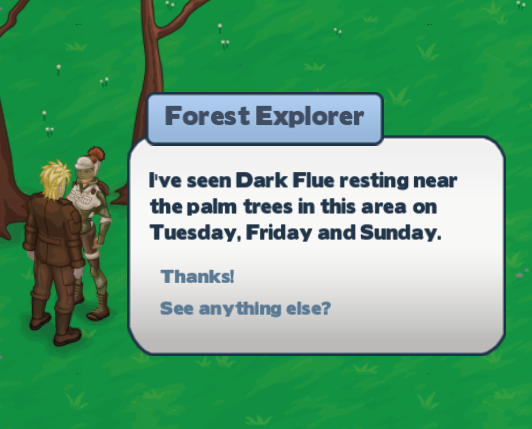 Forest Explorer
I've seen Dark Flue resting near
the palm trees in this area on
Tuesday, Friday and Sunday.
Thanks!
See anything else?